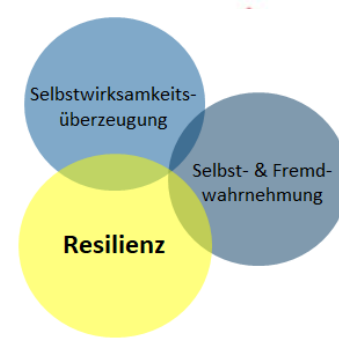 Selbstwirksamkeits-
überzeugung
Selbst- & Fremd-
wahrnehmung
Resilienz